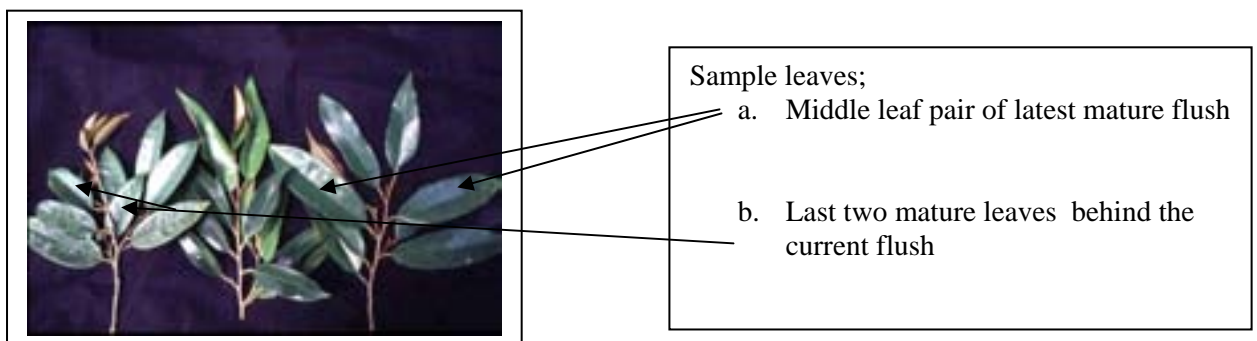 Sample leaves;
a. Middle leaf pair of latest mature flush
b. Last two mature leaves behind the
current flush